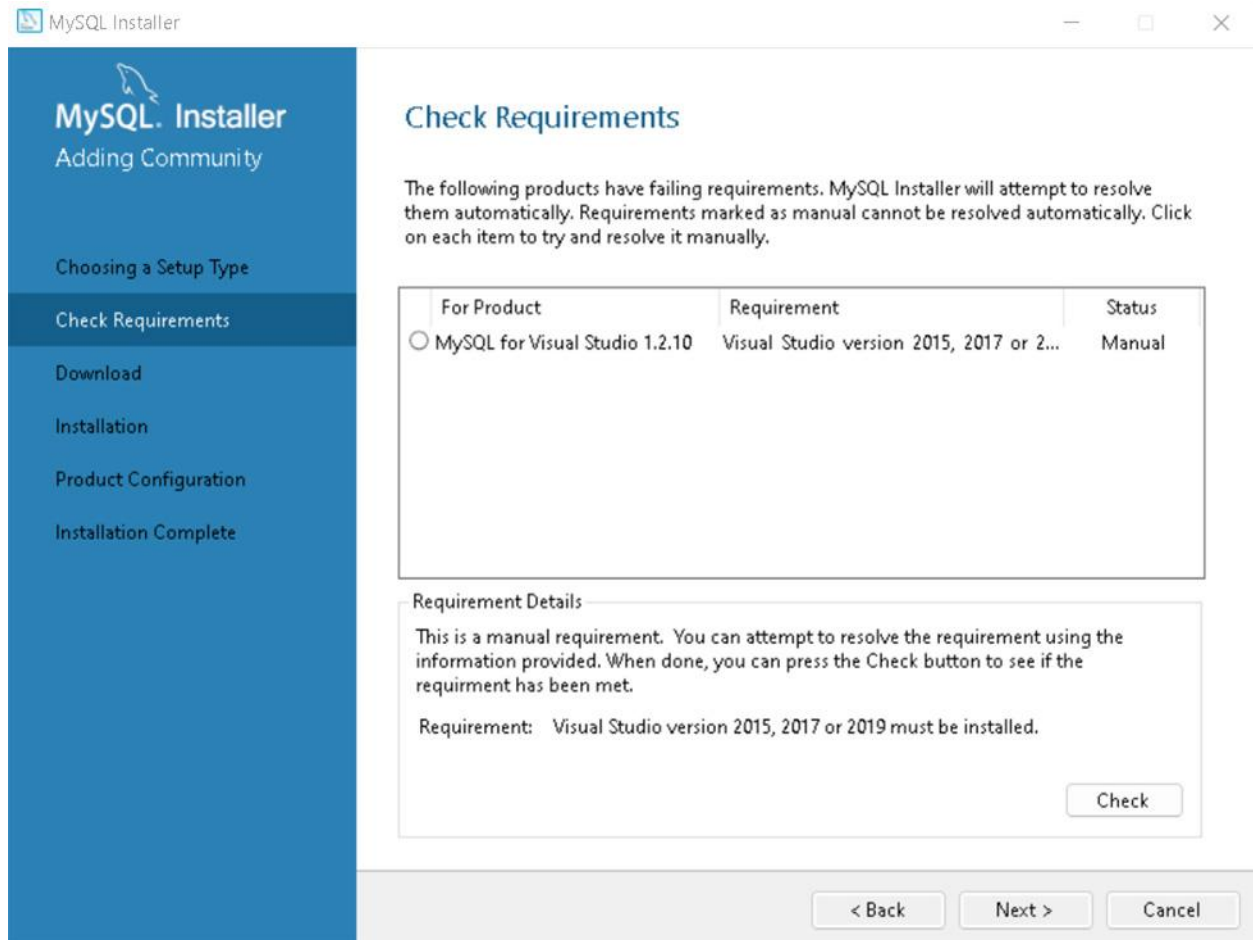 MySQL Installer
MySQL. Installer
Adding Community
Choosing a Setup Type
Check Requirements
Download
Installation
Product Configuration
Installation Complete
Check Requirements
The following products have failing requirements. MySQL Installer will attempt to resolve
them automatically. Requirements marked as manual cannot be resolved automatically. Click
on each item to try and resolve it manually.
For Product Requirement Status
MySQL for Visual Studio 1.2.10 Visual Studio version 2015, 2017 or 2... Manual
Requirement Details
This is a manual requirement. You can attempt to resolve the requirement using the
information provided. When done, you can press the Check button to see if the
requirment has been met.
Requirement: Visual Studio version 2015, 2017 or 2019 must be installed.
Check
< Back Next > Cancel